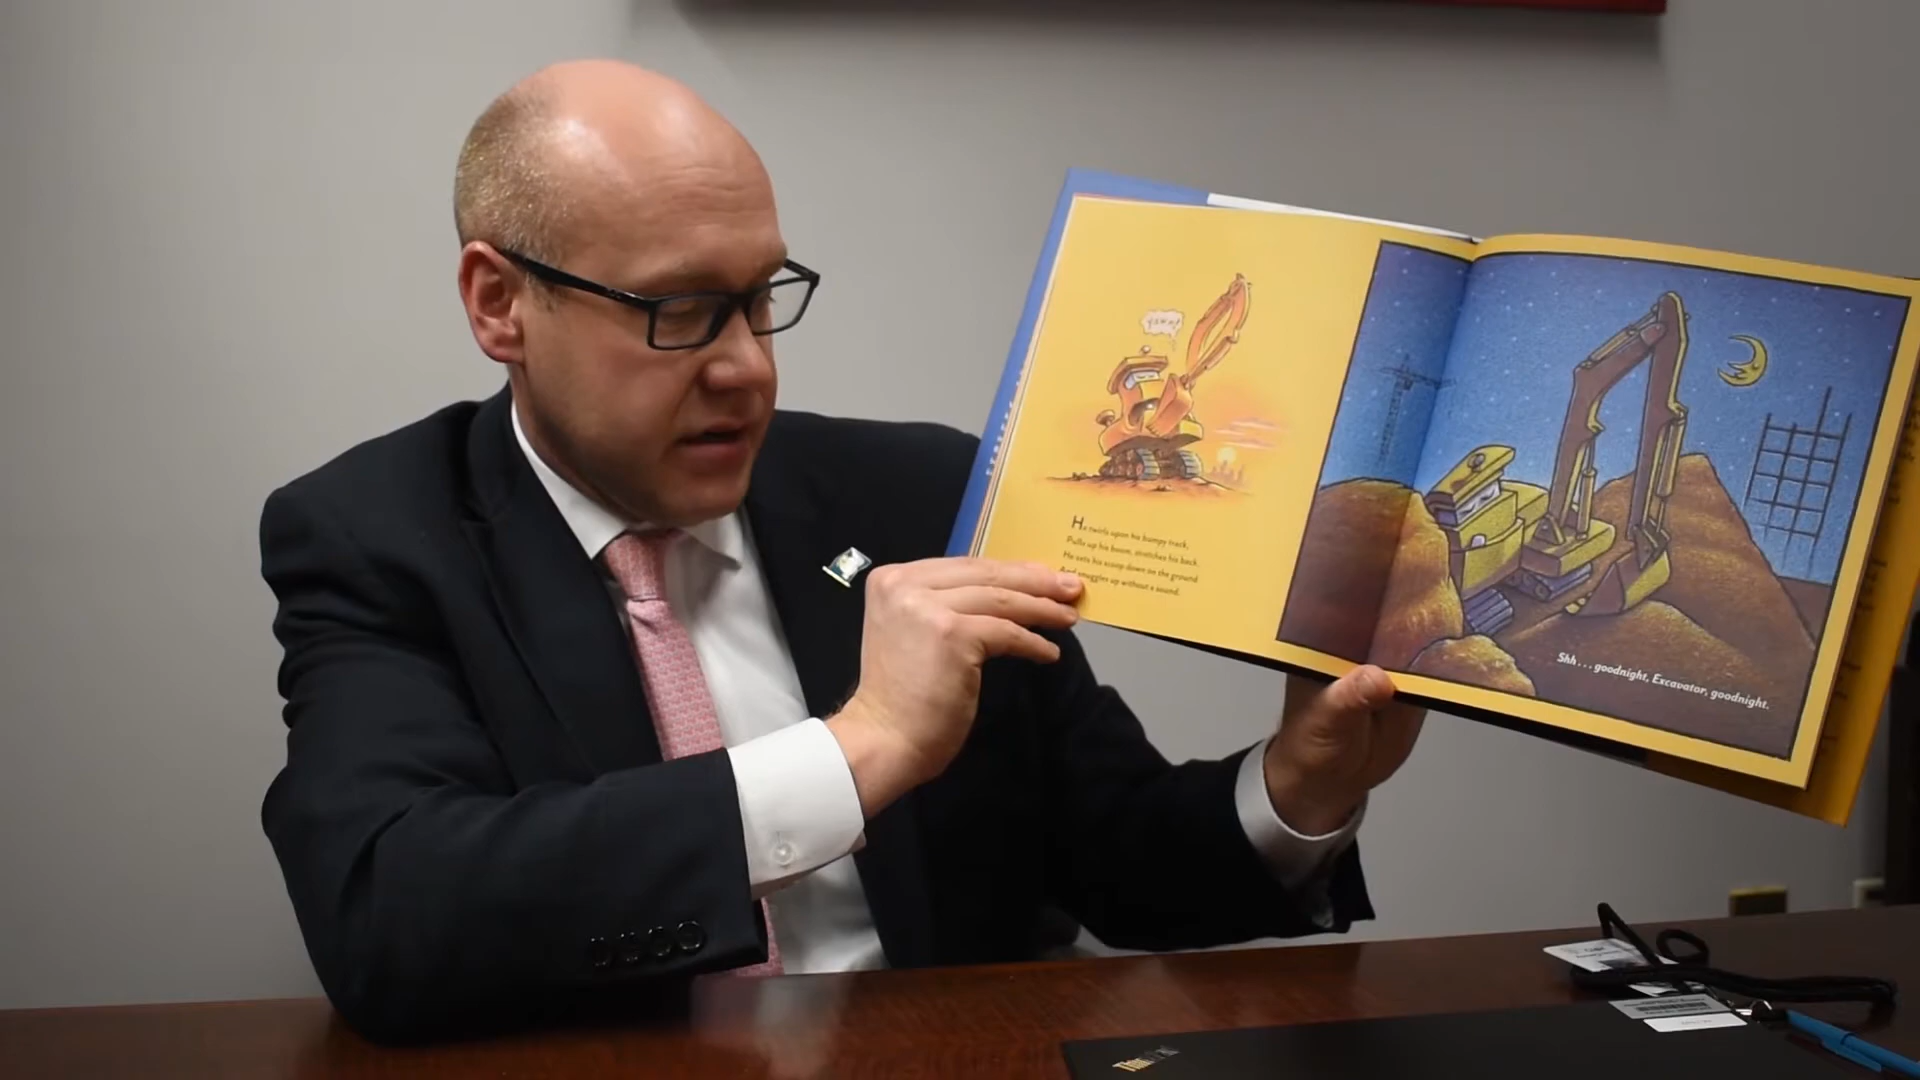 YAWN!
He twirls upon his bumpy track,
Pulls up his boom, stretches his back.
He sets his scoop down on the ground
And snuggles up without a sound.
Shh . . . goodnight, Excavator, goodnight.